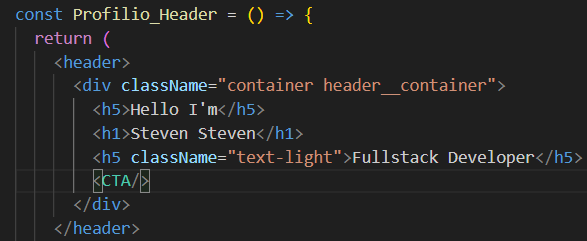 const Profilio_Header = () => {
return (
<header>
<div className="container header__container">
<h5>Hello I'm</h5>
<h1>Steven Steven</h1>
<h5 className="text-light">Fullstack Developer</h5>
<CTA/>
</div>
</header>